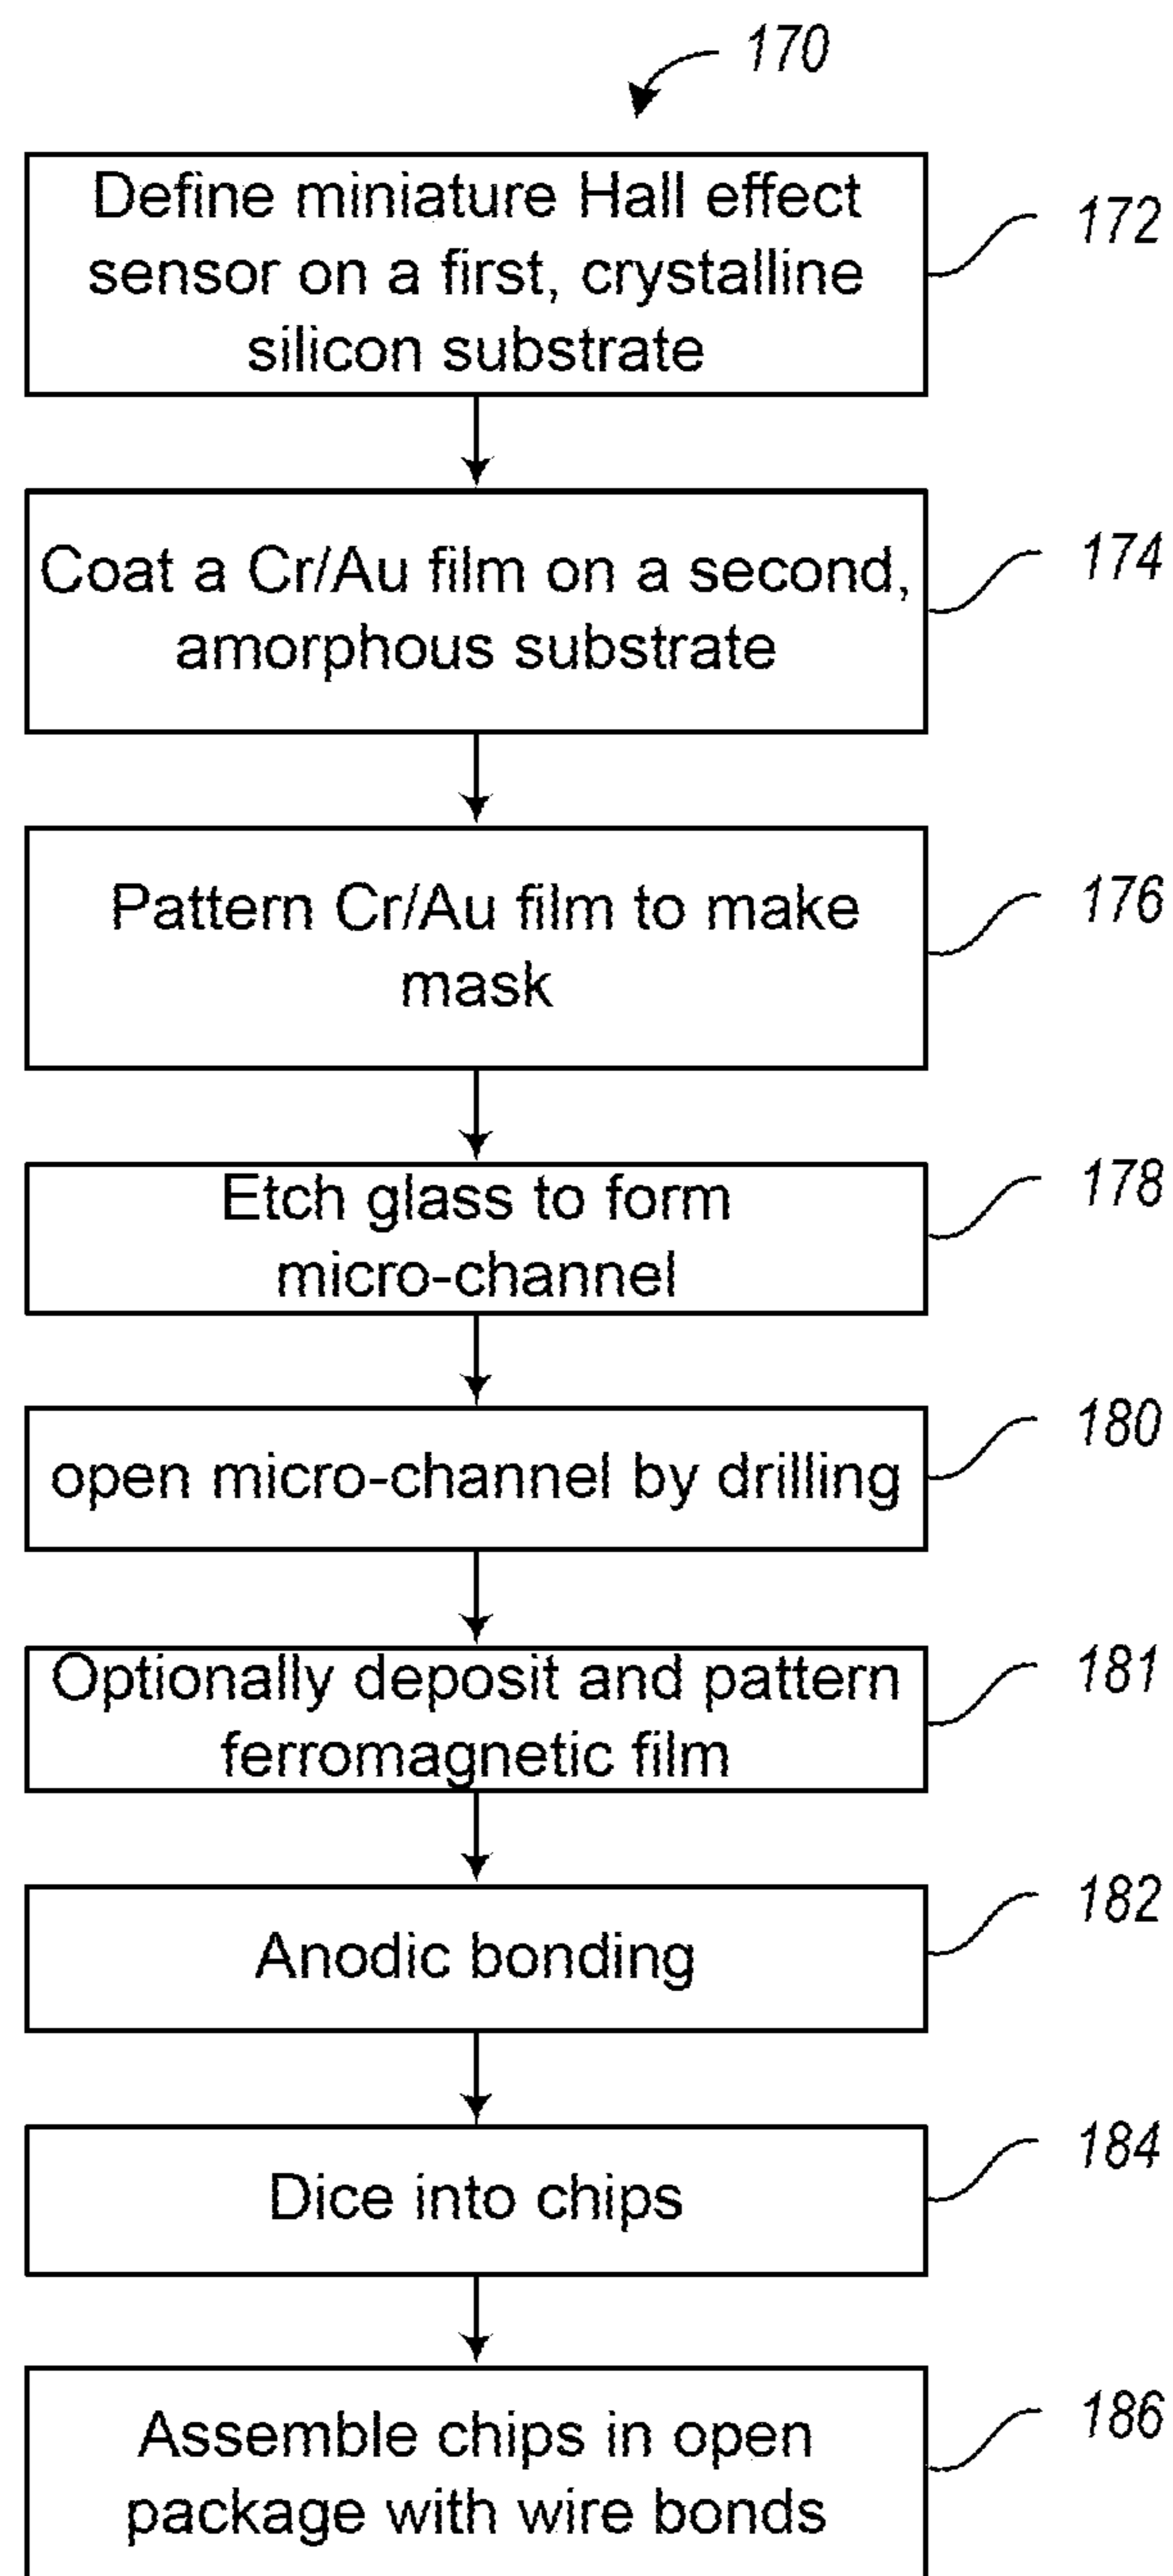 170
Define miniature Hall effect
sensor on a first, crystalline
silicon substrate
172
Coat a Cr/Au film on a second,
amorphous substrate
174
Pattern Cr/Au film to make
mask
176
Etch glass to form
micro-channel
178
open micro-channel by drilling
180
Optionally deposit and pattern
ferromagnetic film
181
Anodic bonding
182
Dice into chips
184
Assemble chips in open
package with wire bonds
186